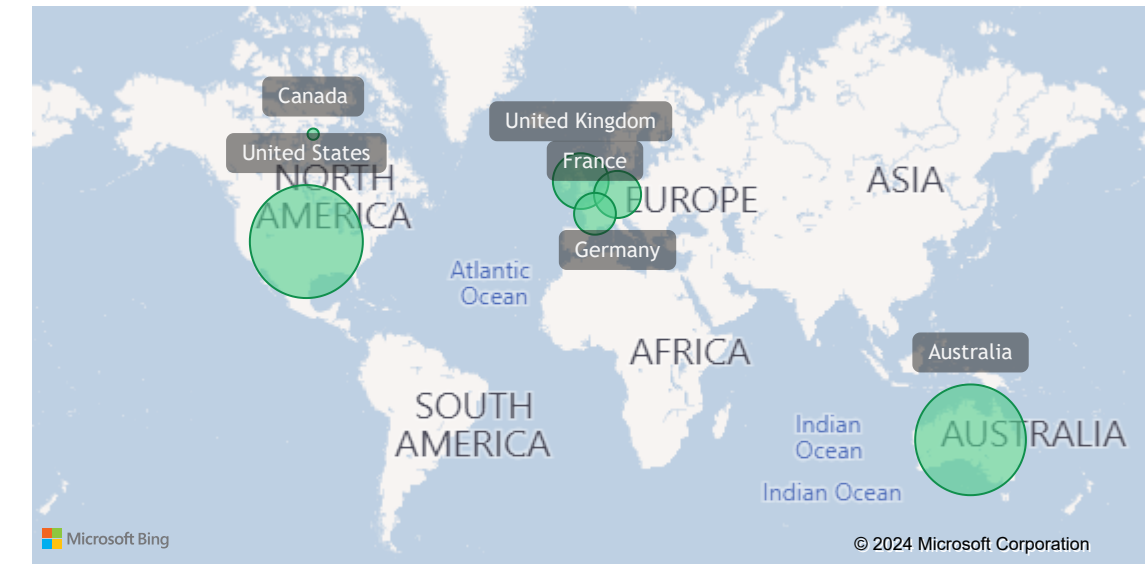 Canada
United Kingdom
United States
France
NORTH
AMERICA
ASIA
EUROPE
Germany
Atlantic
Ocean
AFRICA
Australia
SOUTH
AMERICA
Indian
Ocean
AUSTRALIA
Indian Ocean
Microsoft Bing
© 2024 Microsoft Corporation